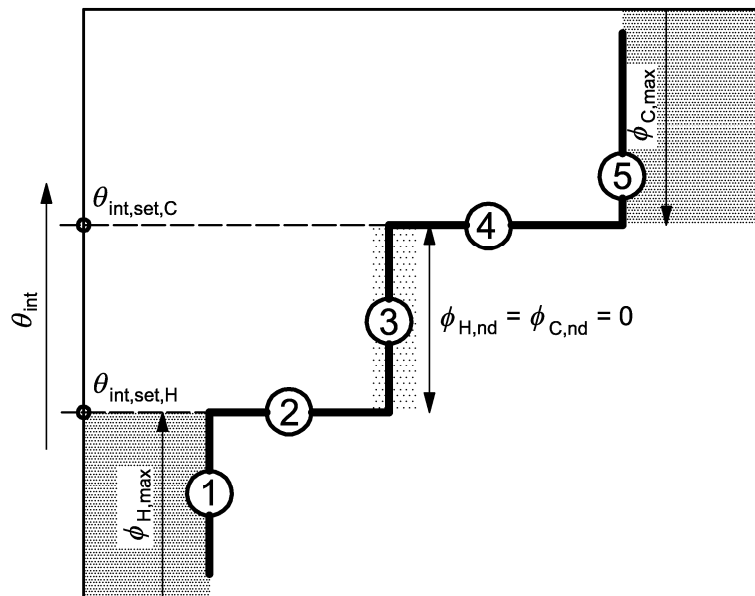 ϕC,max
5
θint,set,C
4
θint
3
ϕH,nd = ϕC,nd = 0
θint,set,H
2
1
ϕH,max